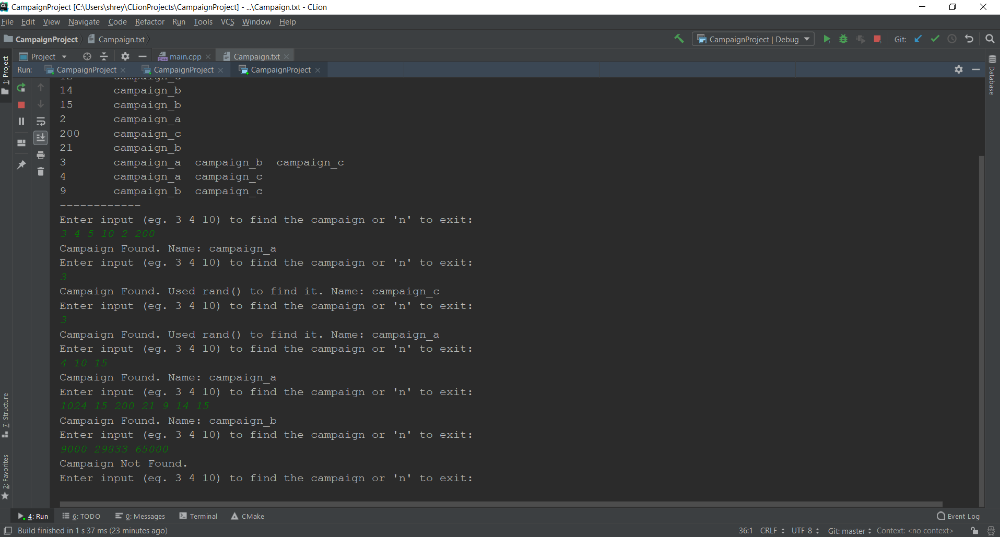 CampaignProject [C:\Users\shrey\CLionProjects\CampaignProject] - ...\Campaign.txt - CLion
File Edit View Navigate Code Refactor Run Tools VCS Window Help
CampaignProject Campaign.txt CampaignProject | Debug Git:
Project main.cpp Campaign.txt
Run: CampaignProject CampaignProject CampaignProject
1: Project
Database
14 campaign_b
15 campaign_b
2 campaign_a
200 campaign_c
21 campaign_b
3 campaign_a campaign_b campaign_c
4 campaign_a campaign_c
9 campaign_b campaign_c
------------
Enter input (eg. 3 4 10) to find the campaign or 'n' to exit:
3 4 5 10 2 200
Campaign Found. Name: campaign_a
Enter input (eg. 3 4 10) to find the campaign or 'n' to exit:
3
Campaign Found. Used rand() to find it. Name: campaign_c
Enter input (eg. 3 4 10) to find the campaign or 'n' to exit:
3
Campaign Found. Used rand() to find it. Name: campaign_a
Enter input (eg. 3 4 10) to find the campaign or 'n' to exit:
4 10 15
Campaign Found. Name: campaign_a
Enter input (eg. 3 4 10) to find the campaign or 'n' to exit:
1024 15 200 21 9 14 15
Campaign Found. Name: campaign_b
Enter input (eg. 3 4 10) to find the campaign or 'n' to exit:
9000 29833 65000
Campaign Not Found.
Enter input (eg. 3 4 10) to find the campaign or 'n' to exit:
7: Structure
2: Favorites
4: Run 6: TODO 0: Messages Terminal CMake Event Log
Build finished in 1 s 37 ms (23 minutes ago) 36:1 CRLF UTF-8 Git: master Context: <no context>